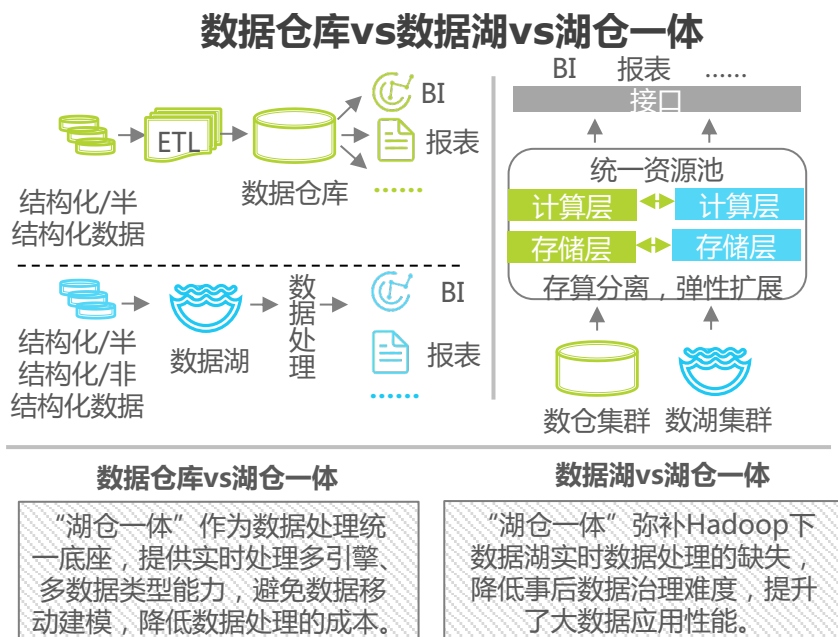 数据仓库vs数据湖vs湖仓一体
ETL
BI
报表
......
结构化/半
结构化数据
数据仓库
结构化/半
结构化/非
结构化数据
数据湖
数
据
处
理
BI
报表
......
BI 报表 ......
接口
统一资源池
计算层 计算层
存储层 存储层
存算分离，弹性扩展
数仓集群 数湖集群
数据仓库vs湖仓一体
“湖仓一体”作为数据处理统
一底座，提供实时处理多引擎、
多数据类型能力，避免数据移
动建模，降低数据处理的成本。
数据湖vs湖仓一体
“湖仓一体”弥补Hadoop下
数据湖实时数据处理的缺失，
降低事后数据治理难度，提升
了大数据应用性能。